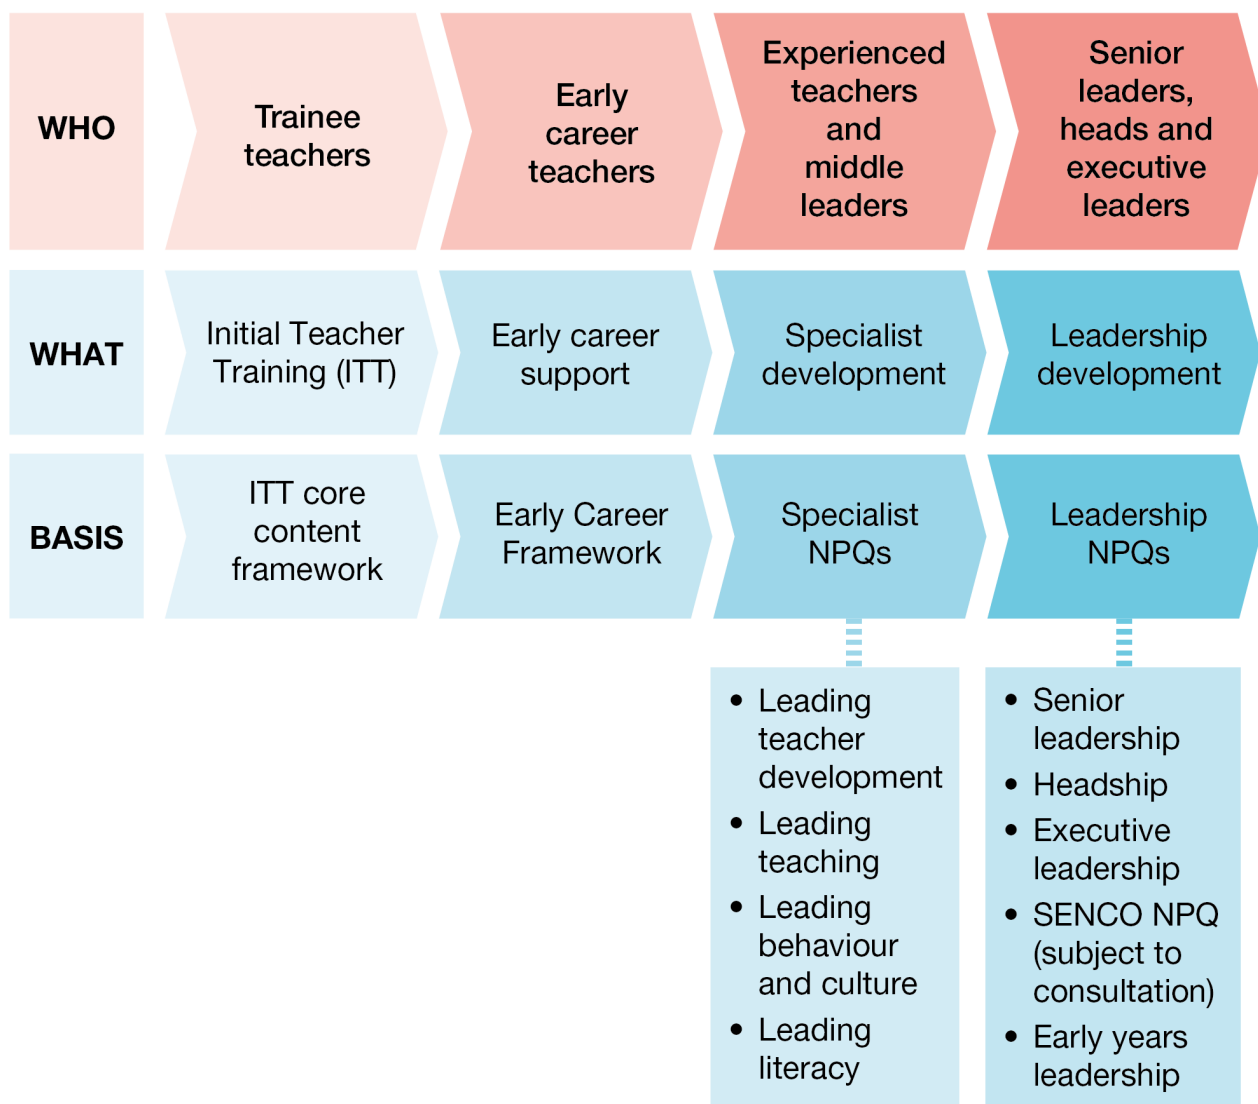 WHO
Trainee
teachers
Early
career
teachers
Experienced
teachers
and
middle
leaders
Senior
leaders,
heads and
executive
leaders
WHAT
Initial Teacher
Training (ITT)
Early career
support
Specialist
development
Leadership
development
BASIS
ITT core
content
framework
Early Career
Framework
Specialist
NPQs
Leadership
NPQs
• Leading
teacher
development
• Leading
teaching
• Leading
behaviour
and culture
• Leading
literacy
• Senior
leadership
• Headship
• Executive
leadership
• SENCO NPQ
(subject to
consultation)
• Early years
leadership